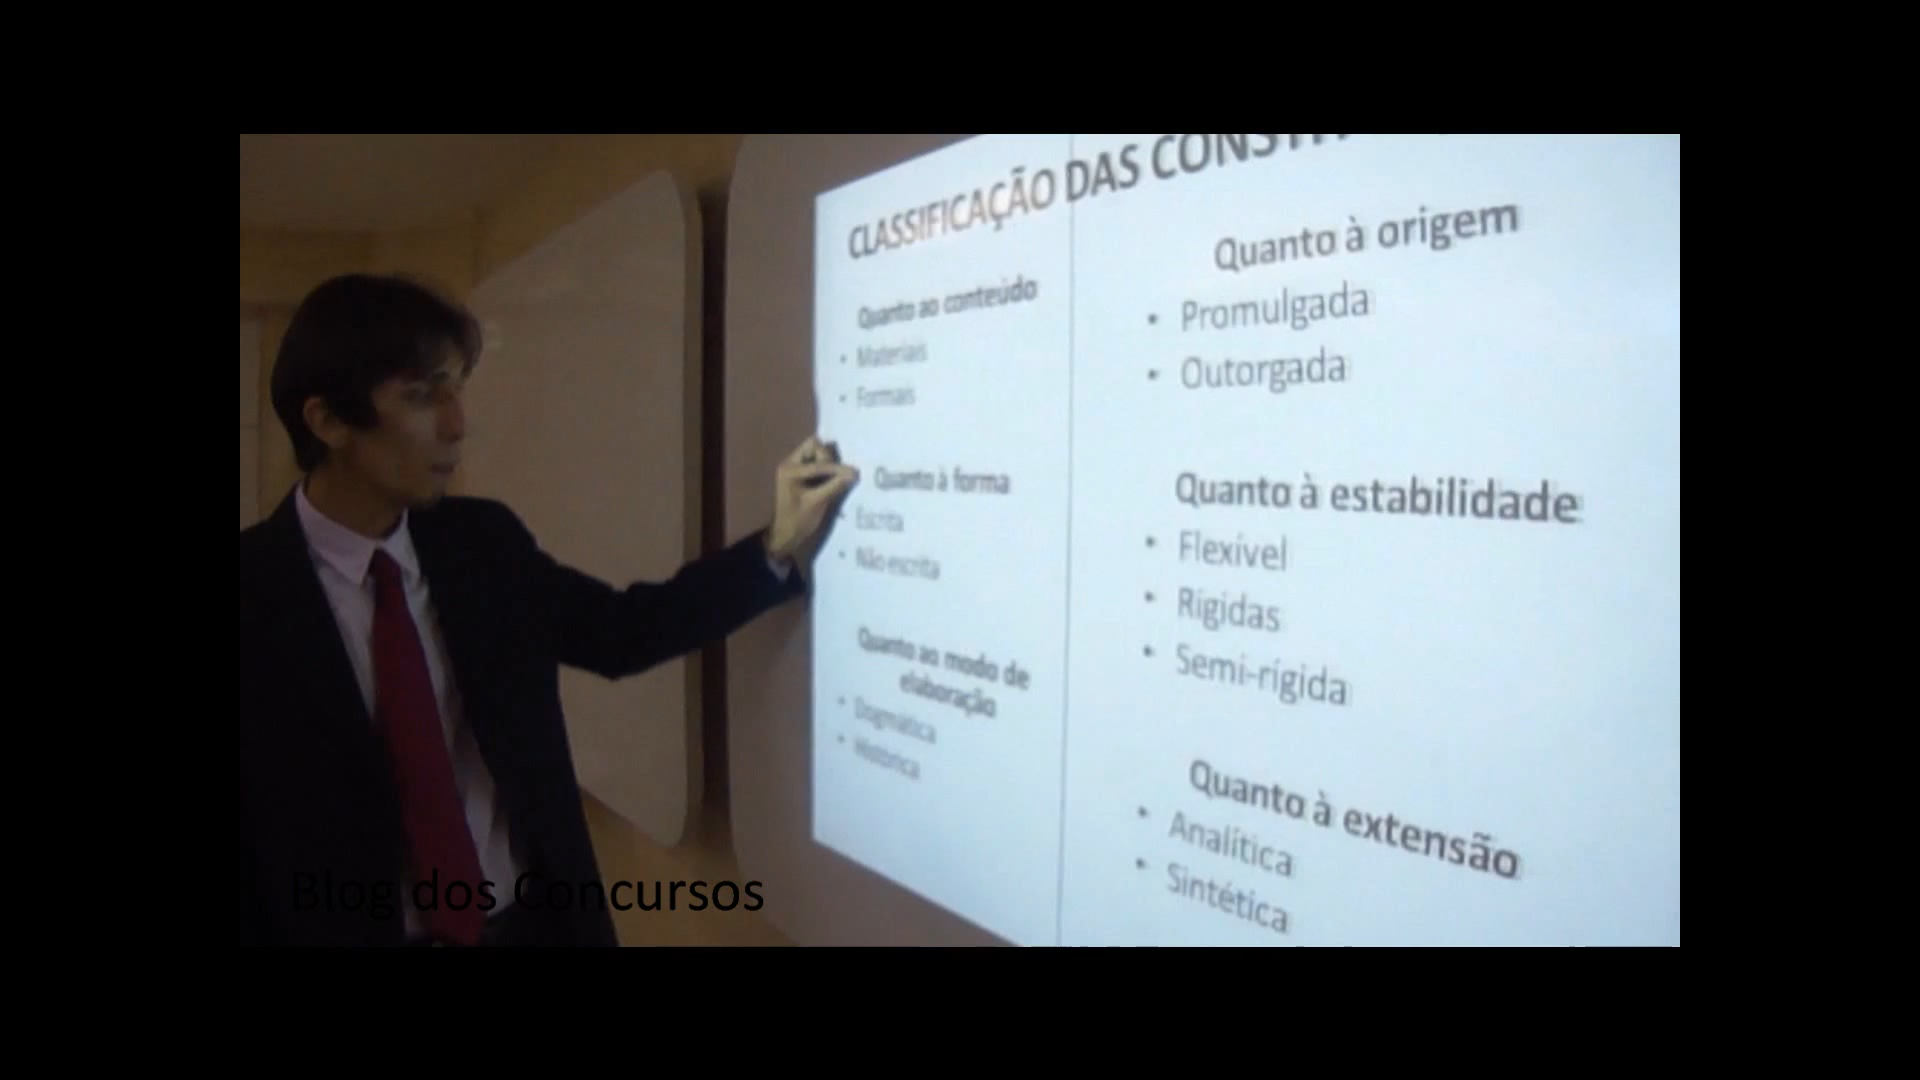 CLASSIFICAÇÃO DAS
Quanto ao conteúdo
• Materiais
• Formais
Quanto à forma
• Escrita
• Não escrita
Quanto ao modo de
elaboração
• Dogmática
• Histórica
Quanto à origem
• Promulgada
• Outorgada
Quanto à estabilidade
• Flexível
• Rígidas
• Semi-rígida
Quanto à extensão
• Analítica
• Sintética
Blog dos Concursos